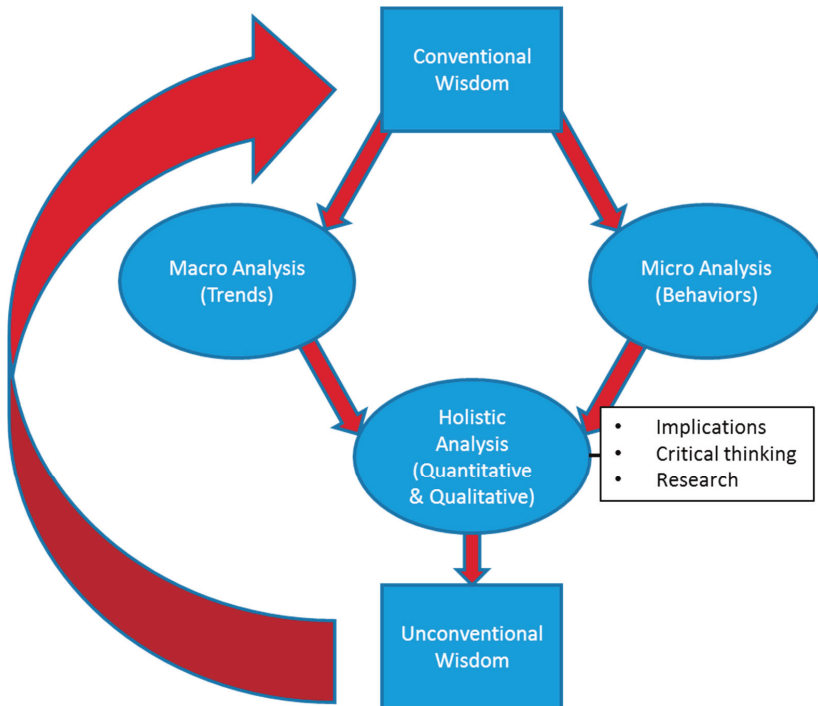 Conventional
Wisdom
Macro Analysis
(Trends)
Micro Analysis
(Behaviors)
Holistic
Analysis
(Quantitative
& Qualitative)
• Implications
• Critical thinking
• Research
Unconventional
Wisdom